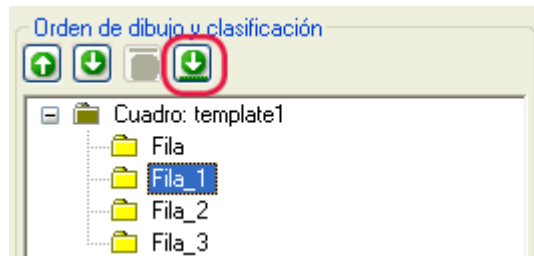 Orden de dibujo y clasificación
Cuadro: template1
Fila
Fila_1
Fila_2
Fila_3